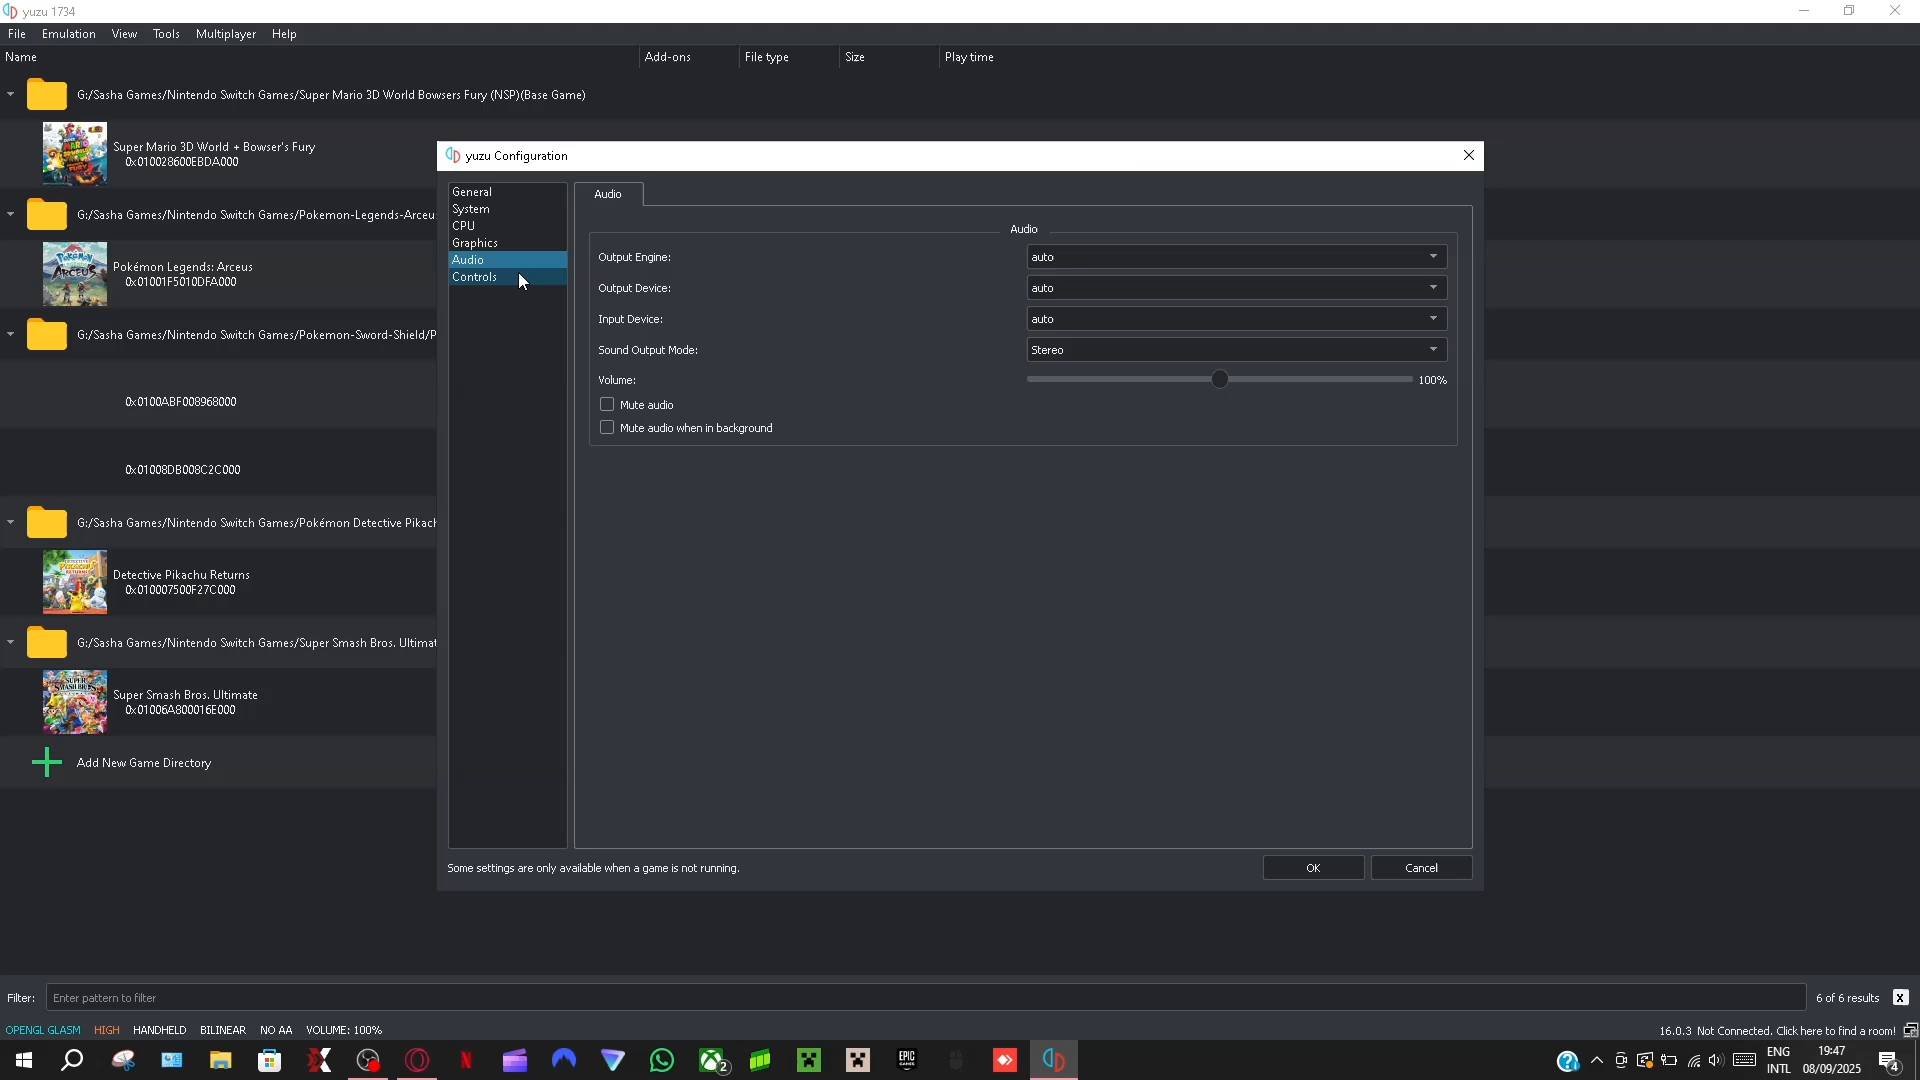 yuzu 1734
File Emulation View Tools Multiplayer Help
Name Add-ons File type Size Play time
G:/Sasha Games/Nintendo Switch Games/Super Mario 3D World Bowsers Fury (NSP)(Base Game)
Super Mario 3D World + Bowser's Fury
0x010028600EBDA000
G:/Sasha Games/Nintendo Switch Games/Pokemon-Legends-Arceu
Pokémon Legends: Arceus
0x01001F5010DFA000
G:/Sasha Games/Nintendo Switch Games/Pokemon-Sword-Shield/P
0x0100ABF008968000
0x01008DB008C2C000
G:/Sasha Games/Nintendo Switch Games/Pokémon Detective Pikach
Detective Pikachu Returns
0x010007500F27C000
G:/Sasha Games/Nintendo Switch Games/Super Smash Bros. Ultimat
Super Smash Bros. Ultimate
0x01006A800016E000
Add New Game Directory
yuzu Configuration
General
System
CPU
Graphics
Audio
Controls
Audio
Audio
Output Engine: auto
Output Device: auto
Input Device: auto
Sound Output Mode: Stereo
Volume: 100%
Mute audio
Mute audio when in background
Some settings are only available when a game is not running.
OK Cancel
Filter: Enter pattern to filter 6 of 6 results X
OPENGL GLASM HIGH HANDHELD BILINEAR NO AA VOLUME: 100%
16.0.3 Not Connected. Click here to find a room!
ENG
INTL
19:47
08/09/2025
2
4
EPIC
GAMES